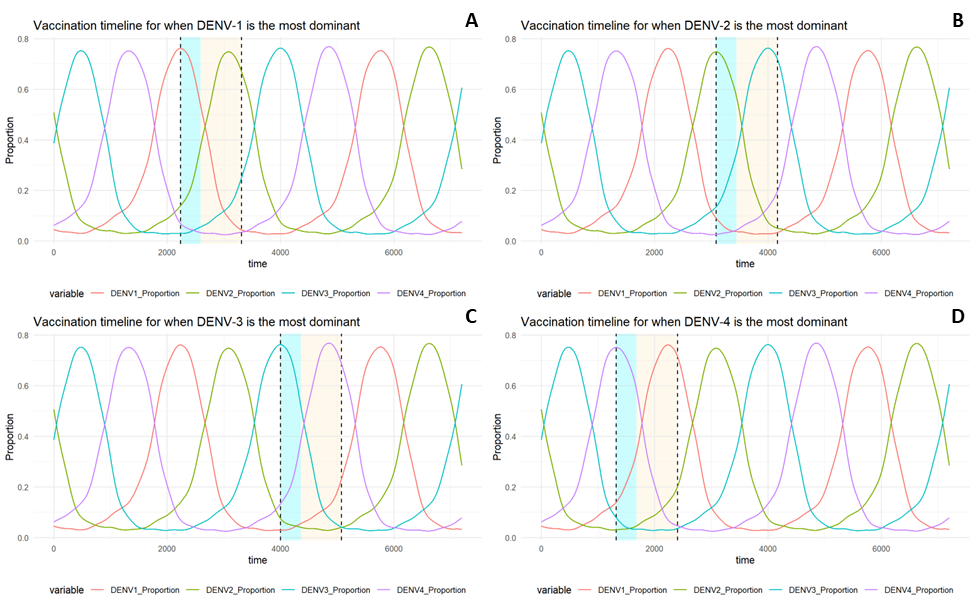 Vaccination timeline for when DENV-1 is the most dominant
A
0.8
0.6
0.4
0.2
0.0
Proportion
0
2000
4000
6000
time
variable DENV1_Proportion DENV2_Proportion DENV3_Proportion DENV4_Proportion
Vaccination timeline for when DENV-2 is the most dominant
B
0.8
0.6
0.4
0.2
0.0
Proportion
0
2000
4000
6000
time
variable DENV1_Proportion DENV2_Proportion DENV3_Proportion DENV4_Proportion
Vaccination timeline for when DENV-3 is the most dominant
C
0.8
0.6
0.4
0.2
0.0
Proportion
0
2000
4000
6000
time
variable DENV1_Proportion DENV2_Proportion DENV3_Proportion DENV4_Proportion
Vaccination timeline for when DENV-4 is the most dominant
D
0.8
0.6
0.4
0.2
0.0
Proportion
0
2000
4000
6000
time
variable DENV1_Proportion DENV2_Proportion DENV3_Proportion DENV4_Proportion